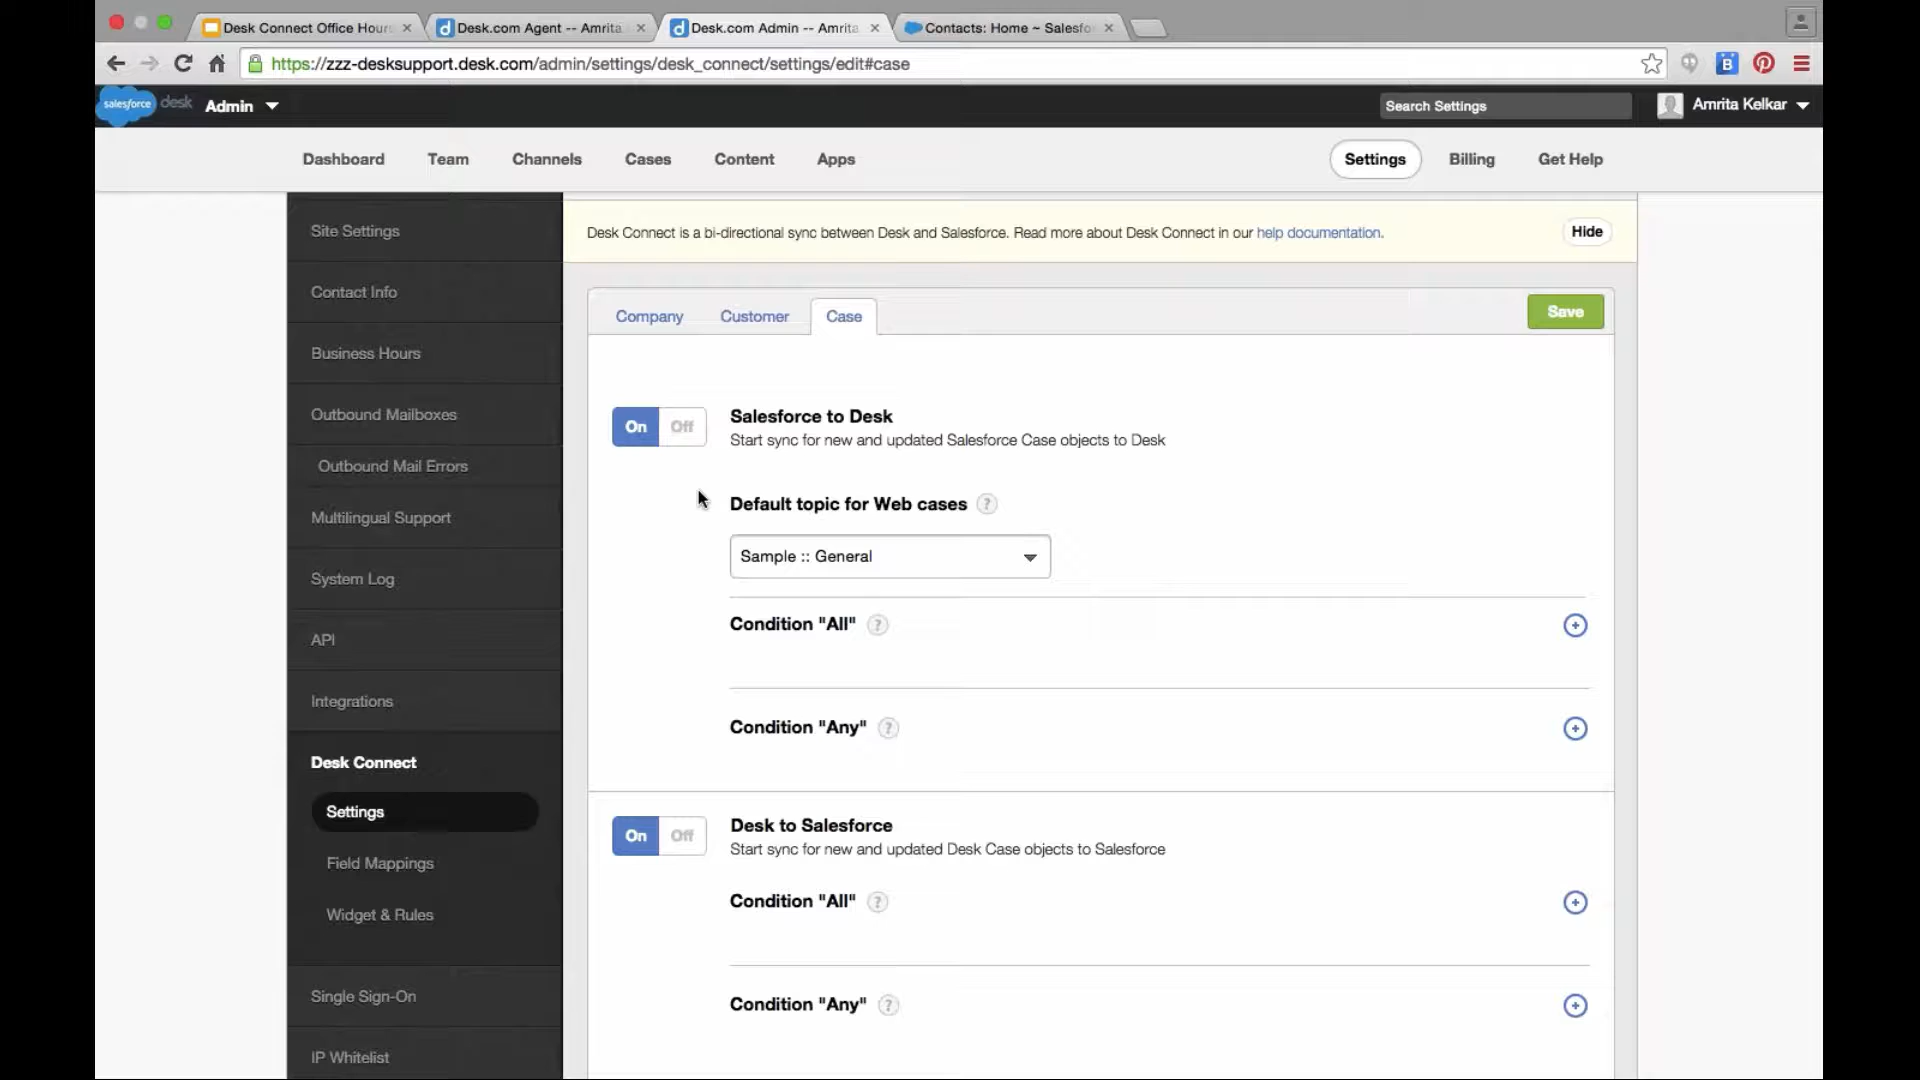 Desk Connect Office Hour
Desk.com Agent -- Amrita
Desk.com Admin -- Amrita
Contacts: Home ~ Salesfo
https://zzz-desksupport.desk.com/admin/settings/desk_connect/settings/edit#case
B
salesforce desk
Admin
Search Settings
Amrita Kelkar
Dashboard
Team
Channels
Cases
Content
Apps
Settings
Billing
Get Help
Site Settings
Contact Info
Business Hours
Outbound Mailboxes
Outbound Mail Errors
Multilingual Support
System Log
API
Integrations
Desk Connect
Settings
Field Mappings
Widget & Rules
Single Sign-On
IP Whitelist
Desk Connect is a bi-directional sync between Desk and Salesforce. Read more about Desk Connect in our help documentation.
Hide
Company
Customer
Case
Save
On Off
Salesforce to Desk
Start sync for new and updated Salesforce Case objects to Desk
Default topic for Web cases ?
Sample :: General
Condition "All" ?
Condition "Any" ?
On Off
Desk to Salesforce
Start sync for new and updated Desk Case objects to Salesforce
Condition "All" ?
Condition "Any" ?